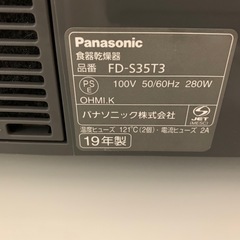 Panasonic
食器乾燥機
品番 FD-S35T3
PS E 100V 50/60Hz 280W
OHMI.K
パナソニック株式会社 JET
温度ヒューズ 121℃(2個)・電流ヒューズ 2A
19年製